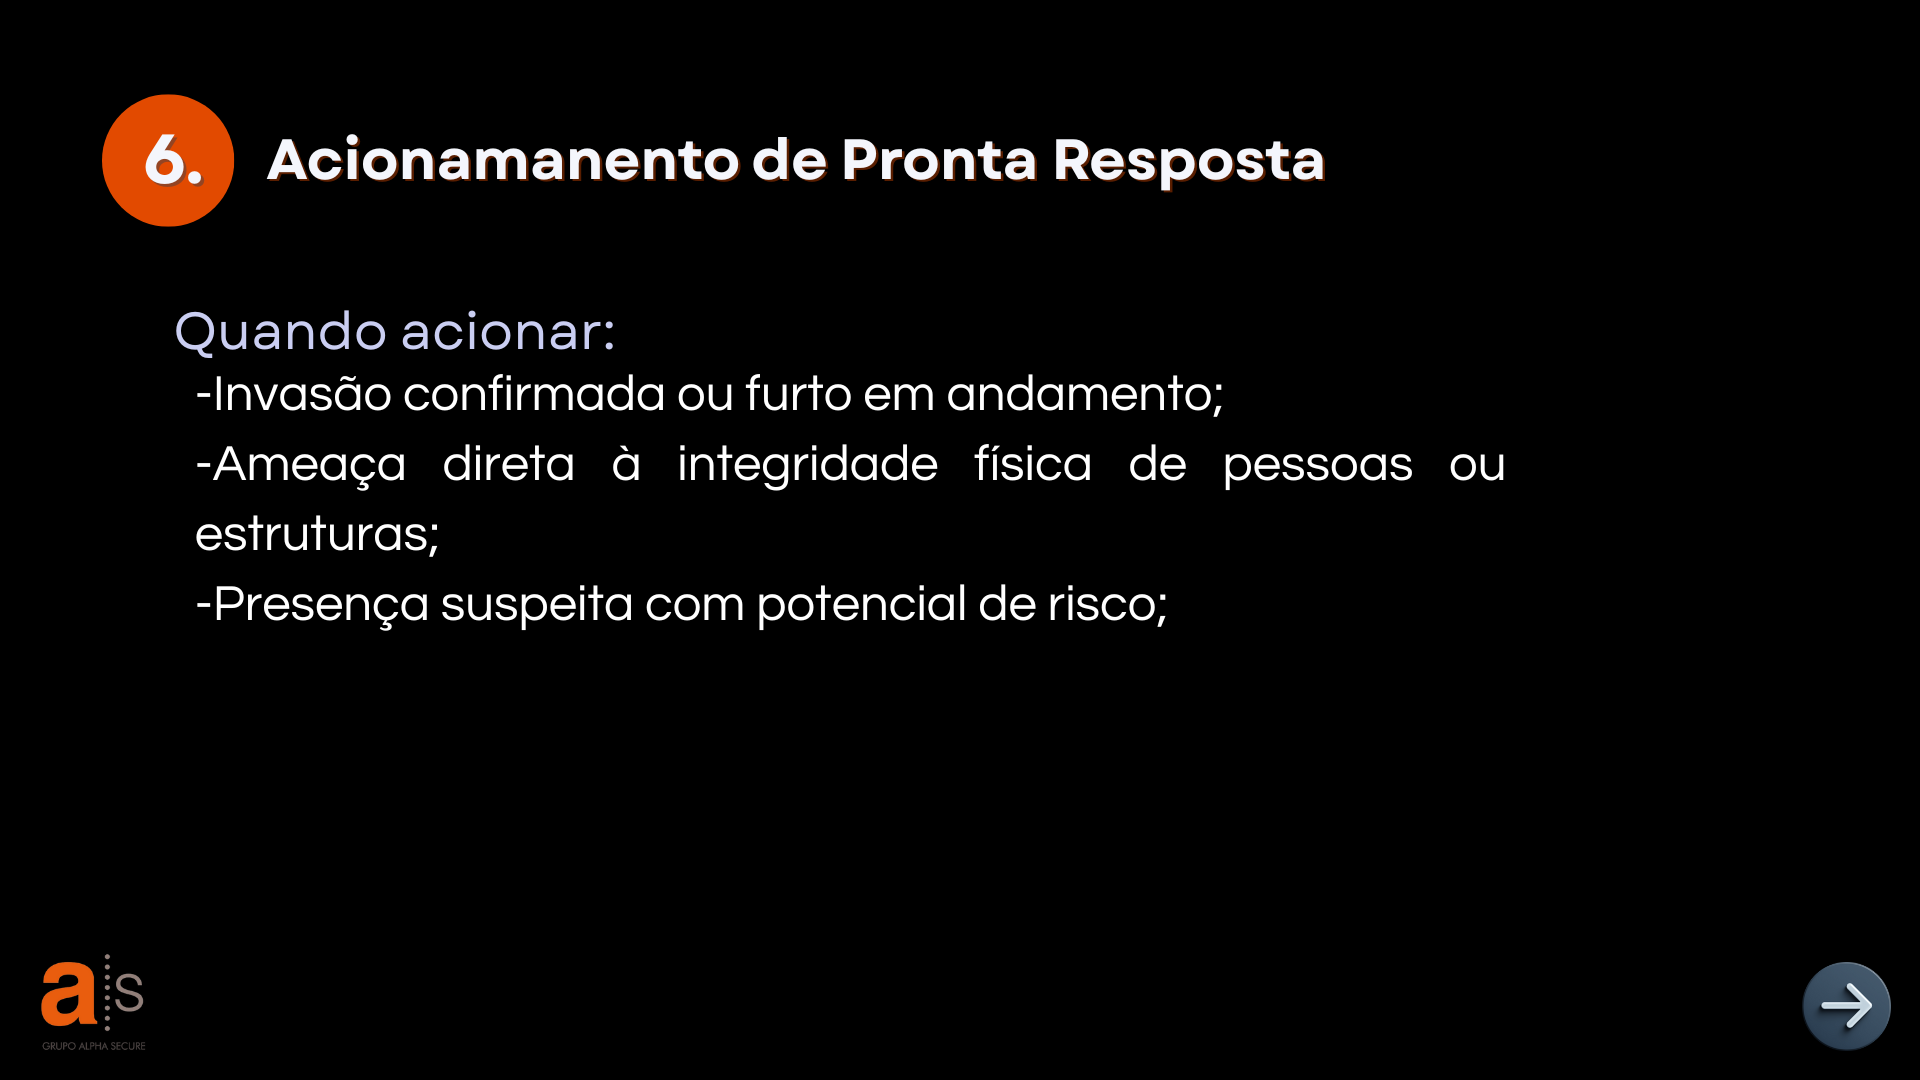 6.
Acionamanento de Pronta Resposta
Quando acionar:
-Invasão confirmada ou furto em andamento;
-Ameaça direta à integridade física de pessoas ou
estruturas;
-Presença suspeita com potencial de risco;
a s
GRUPO ALPHA SECURE